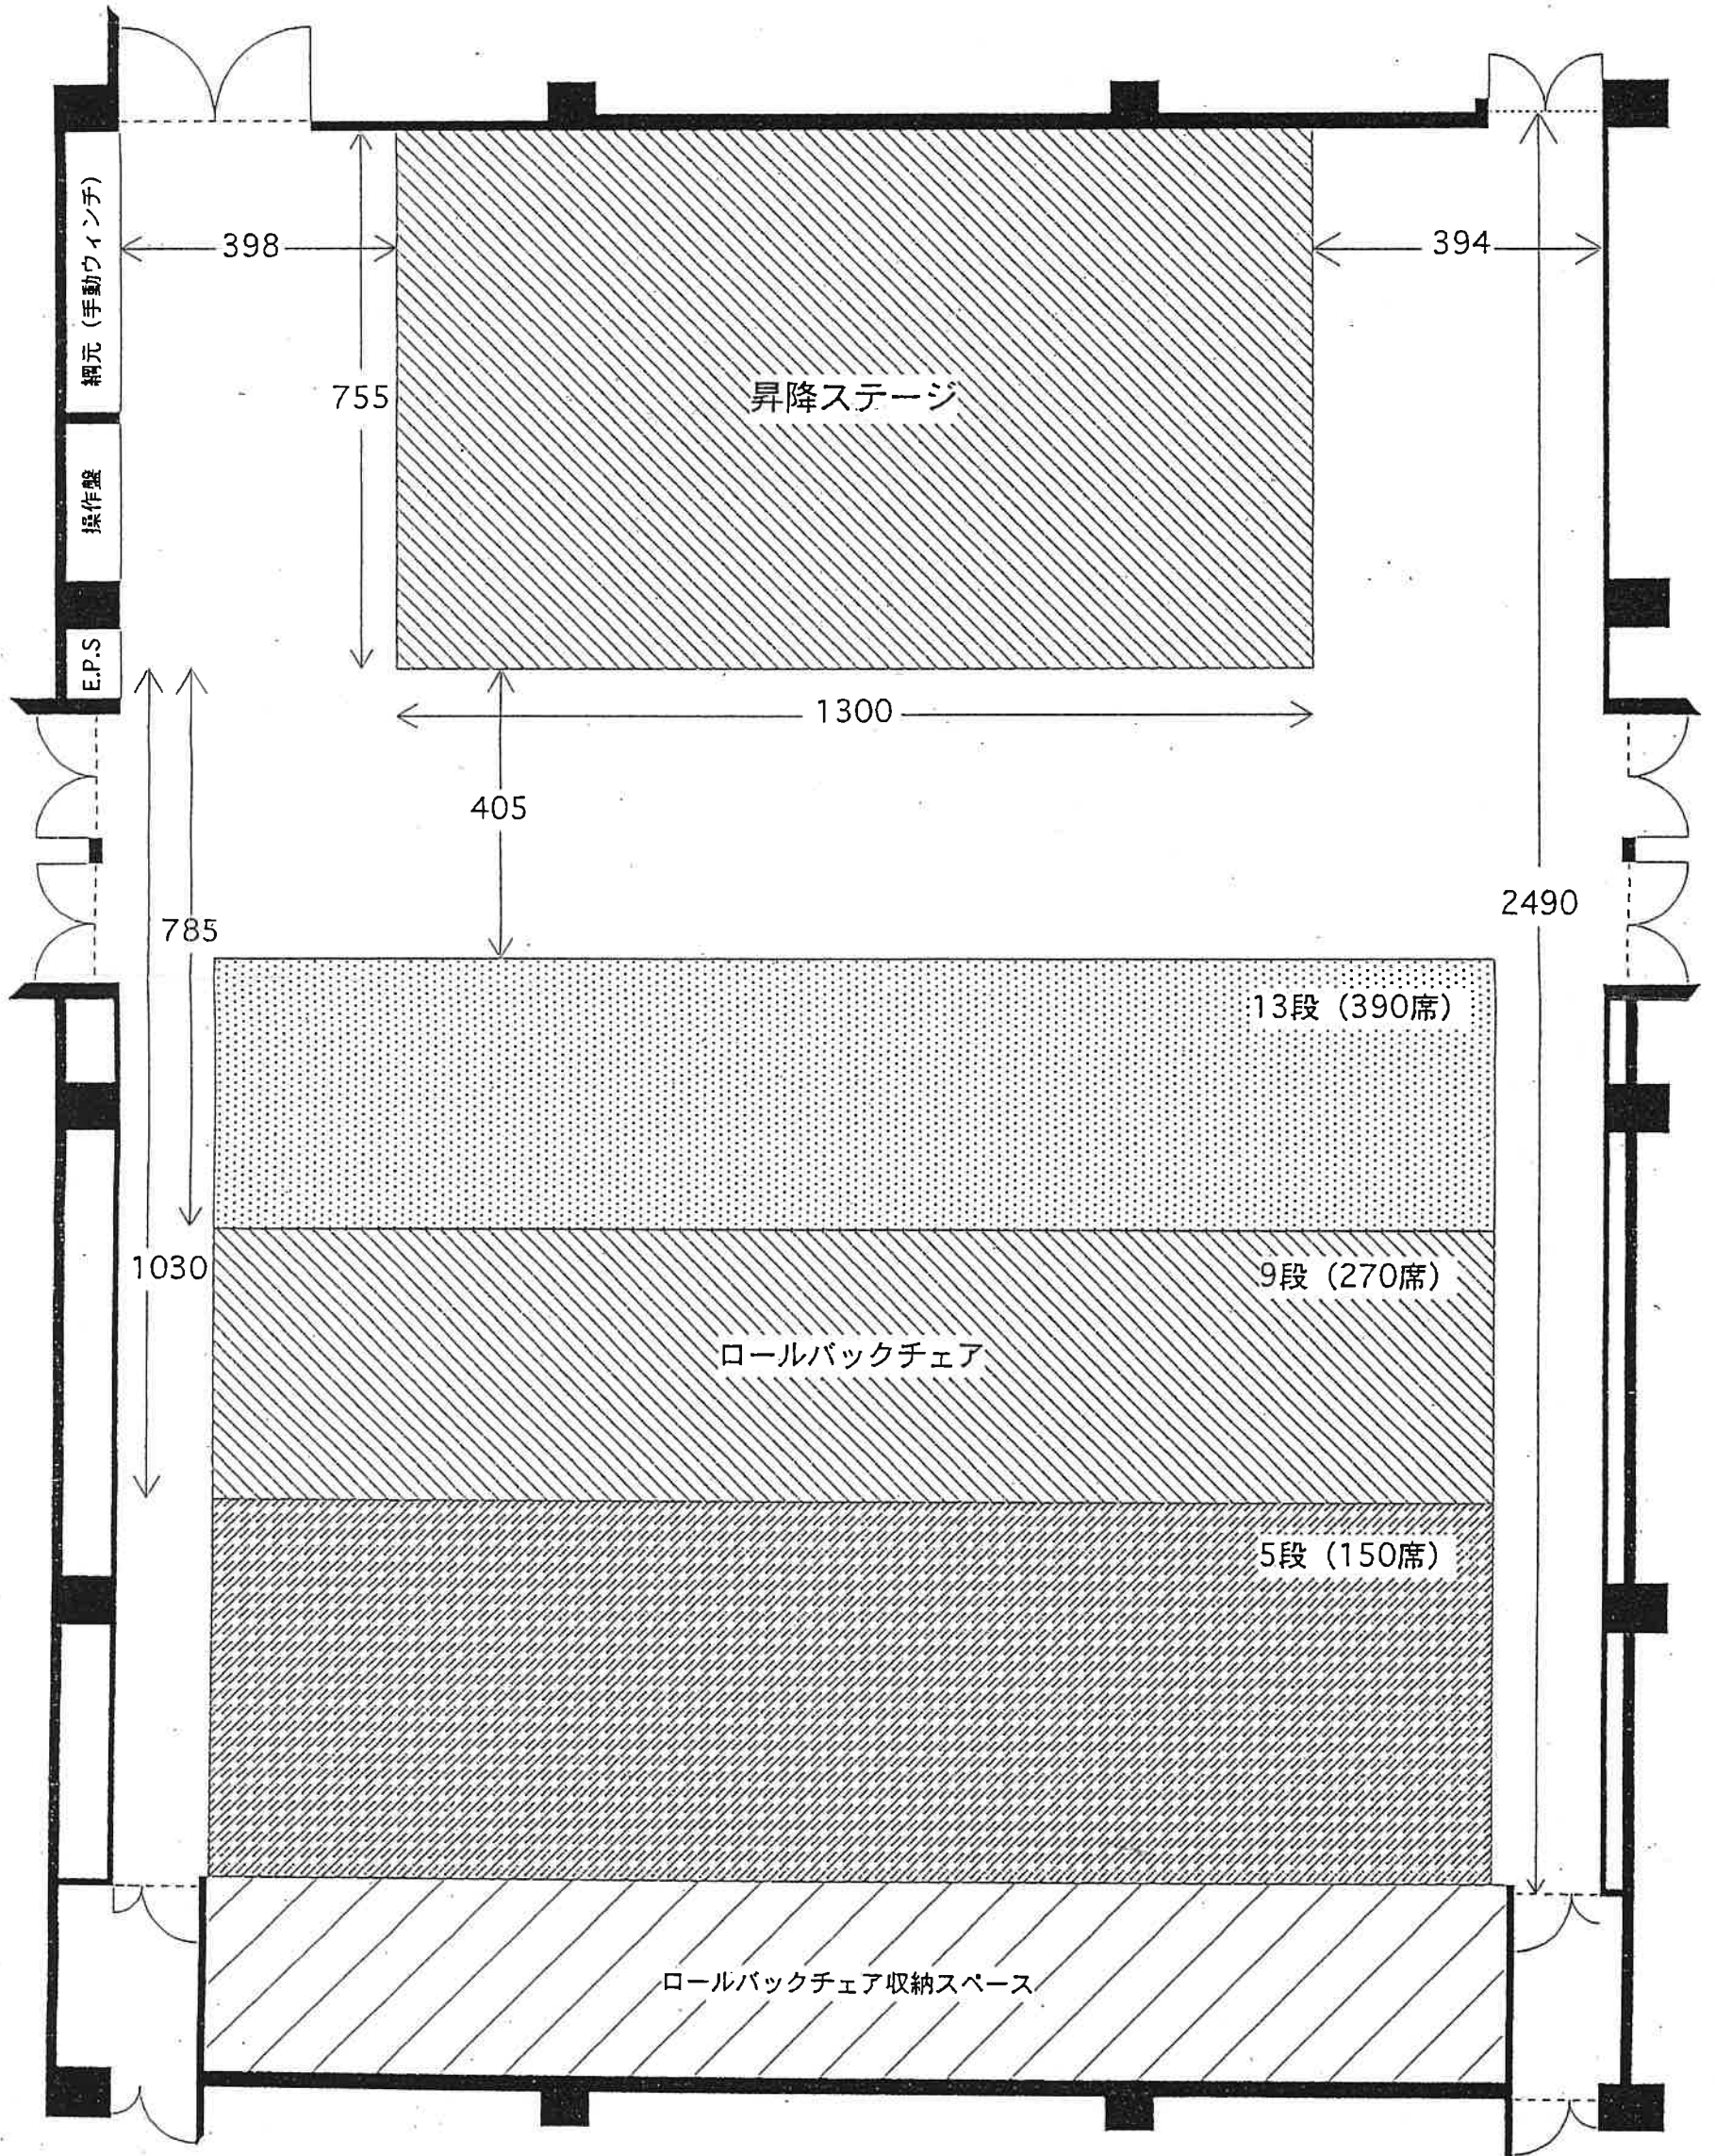 綱元（手動ウィンチ）
398
394
755
昇降ステージ
操作盤
E.P.S
1300
405
2490
785
13段（390席）
1030
9段（270席）
ロールバックチェア
5段（150席）
ロールバックチェア収納スペース